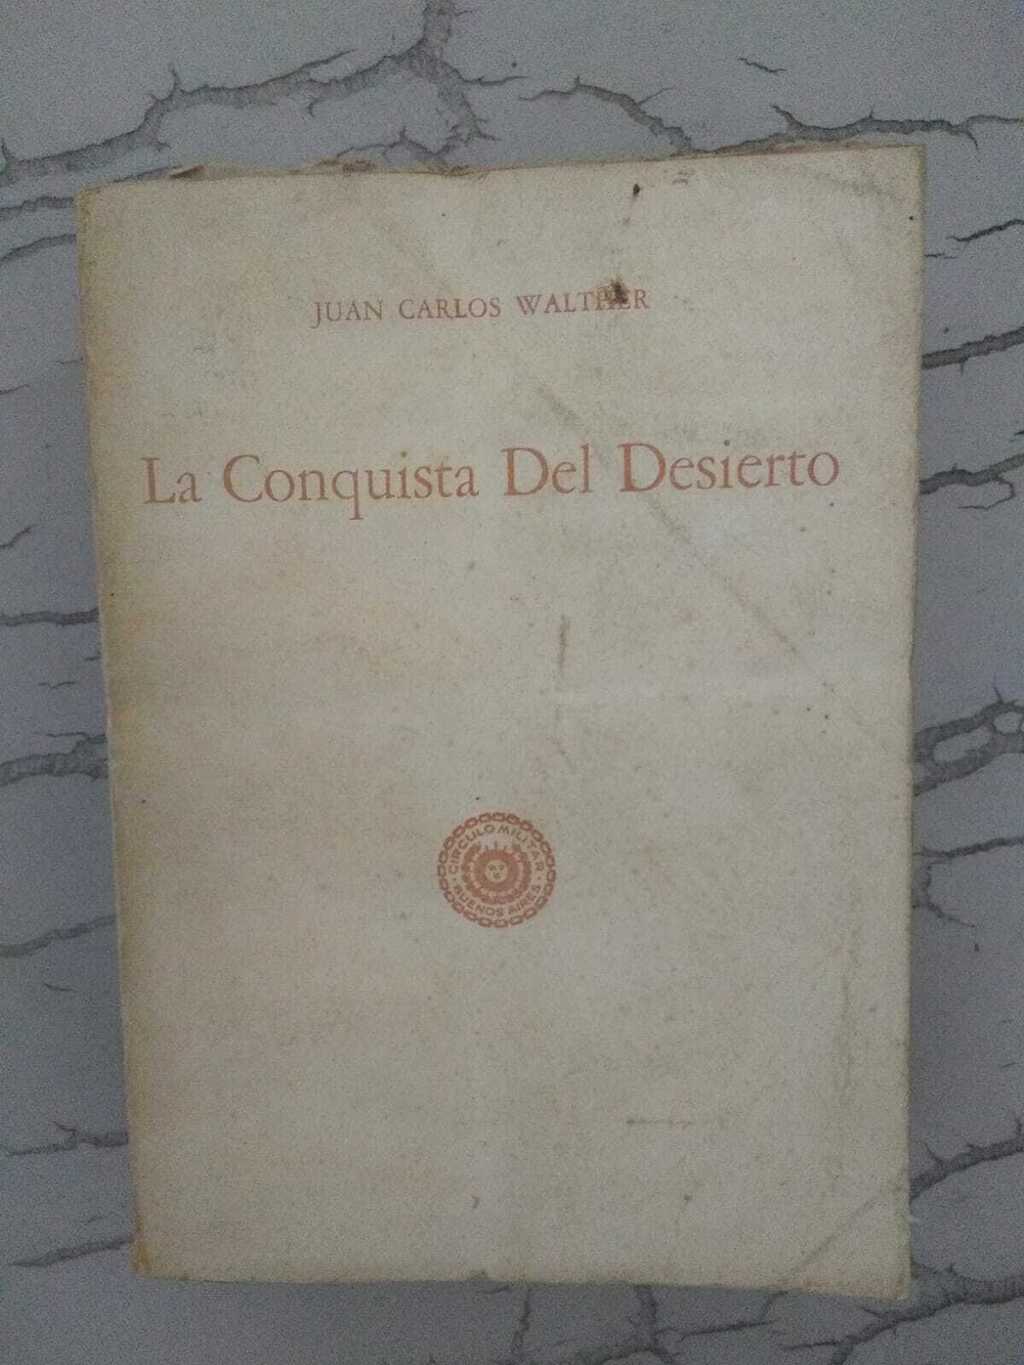 JUAN CARLOS WALTHER
La Conquista Del Desierto
CIRCULO MILITAR
· BUENOS AIRES ·